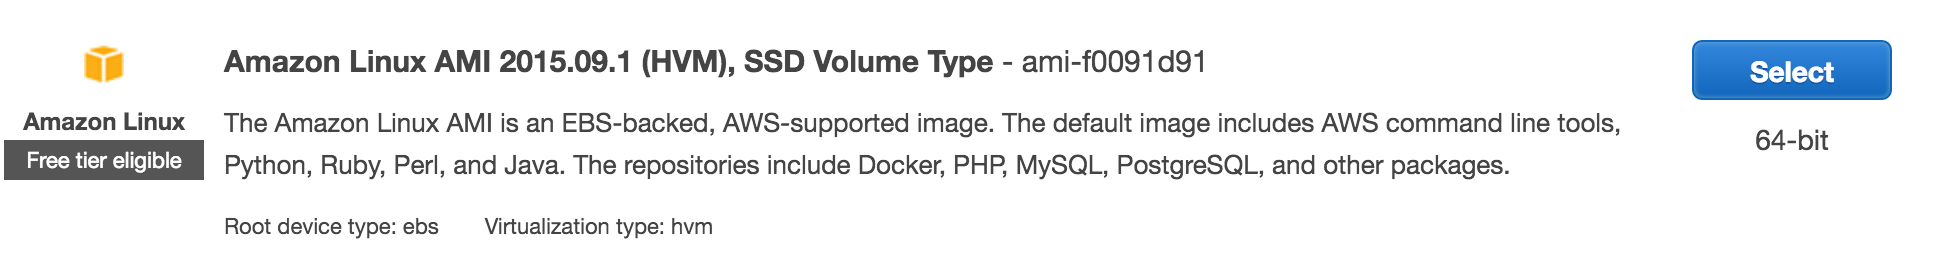 Amazon Linux AMI 2015.09.1 (HVM), SSD Volume Type - ami-f0091d91
Select
Amazon Linux
Free tier eligible
The Amazon Linux AMI is an EBS-backed, AWS-supported image. The default image includes AWS command line tools,
Python, Ruby, Perl, and Java. The repositories include Docker, PHP, MySQL, PostgreSQL, and other packages.
64-bit
Root device type: ebs
Virtualization type: hvm